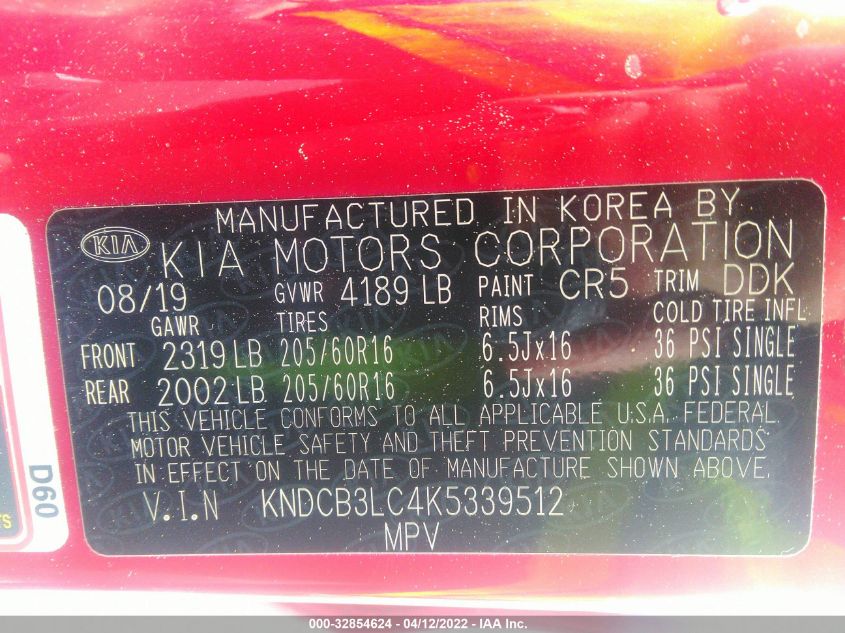 MANUFACTURED IN KOREA BY
KIA KIA MOTORS CORPORATION
08/19 GVWR 4189 LB PAINT CR5 TRIM DDK
GAWR TIRES RIMS COLD TIRE INFL
FRONT 2319 LB 205/60R16 6.5Jx16 36 PSI SINGLE
REAR 2002 LB 205/60R16 6.5Jx16 36 PSI SINGLE
THIS VEHICLE CONFORMS TO ALL APPLICABLE U.S.A. FEDERAL
MOTOR VEHICLE SAFETY AND THEFT PREVENTION STANDARDS
IN EFFECT ON THE DATE OF MANUFACTURE SHOWN ABOVE.
V.I.N KNDCB3LC4K5339512
MPV
D60
000-32854624 - 04/12/2022 - IAA Inc.